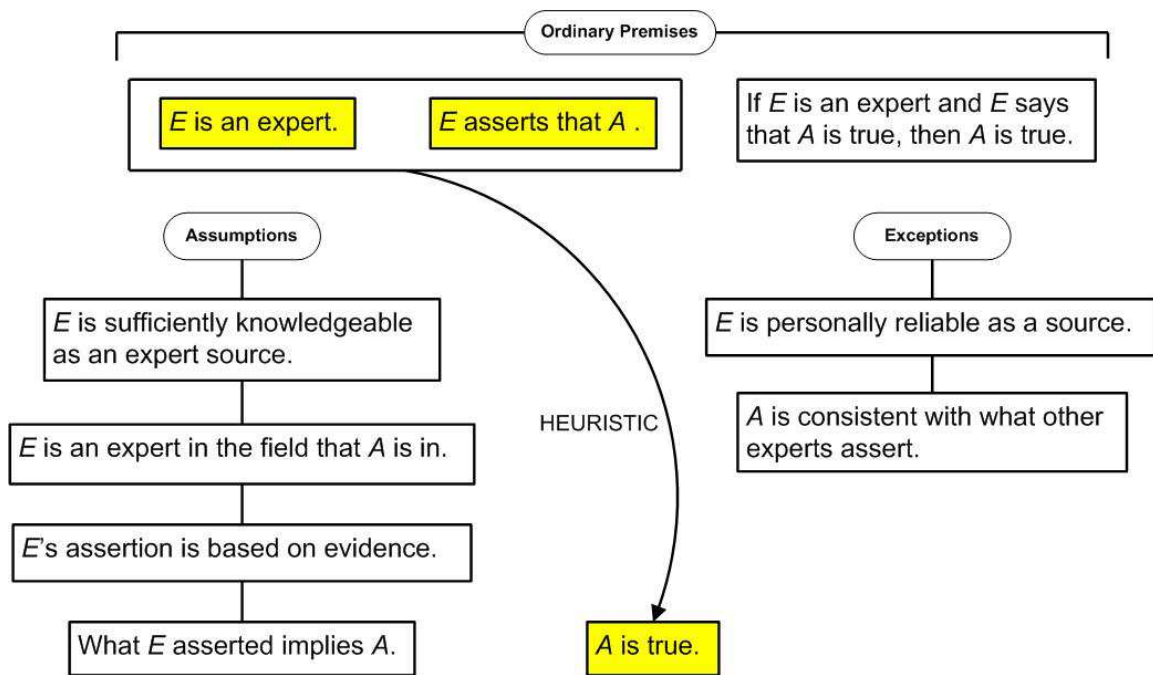 Ordinary Premises
E is an expert.
E asserts that A .
If E is an expert and E says
that A is true, then A is true.
Assumptions
Exceptions
E is sufficiently knowledgeable
as an expert source.
E is an expert in the field that A is in.
E's assertion is based on evidence.
What E asserted implies A.
HEURISTIC
A is true.
E is personally reliable as a source.
A is consistent with what other
experts assert.